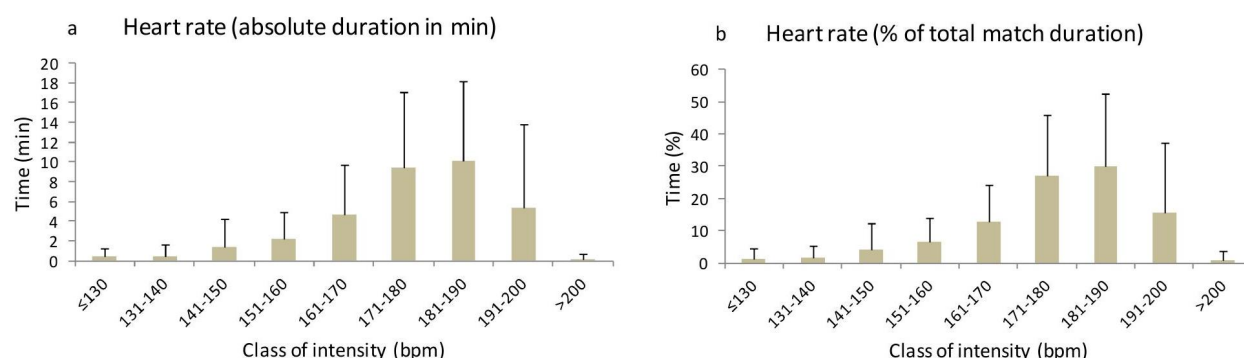 a Heart rate (absolute duration in min)
20
18
16
14
12
10
8
6
4
2
0
Time (min)
≤130 131-140 141-150 151-160 161-170 171-180 181-190 191-200 >200
Class of intensity (bpm)
b Heart rate (% of total match duration)
60
50
40
30
20
10
0
Time (%)
≤130 131-140 141-150 151-160 161-170 171-180 181-190 191-200 >200
Class of intensity (bpm)